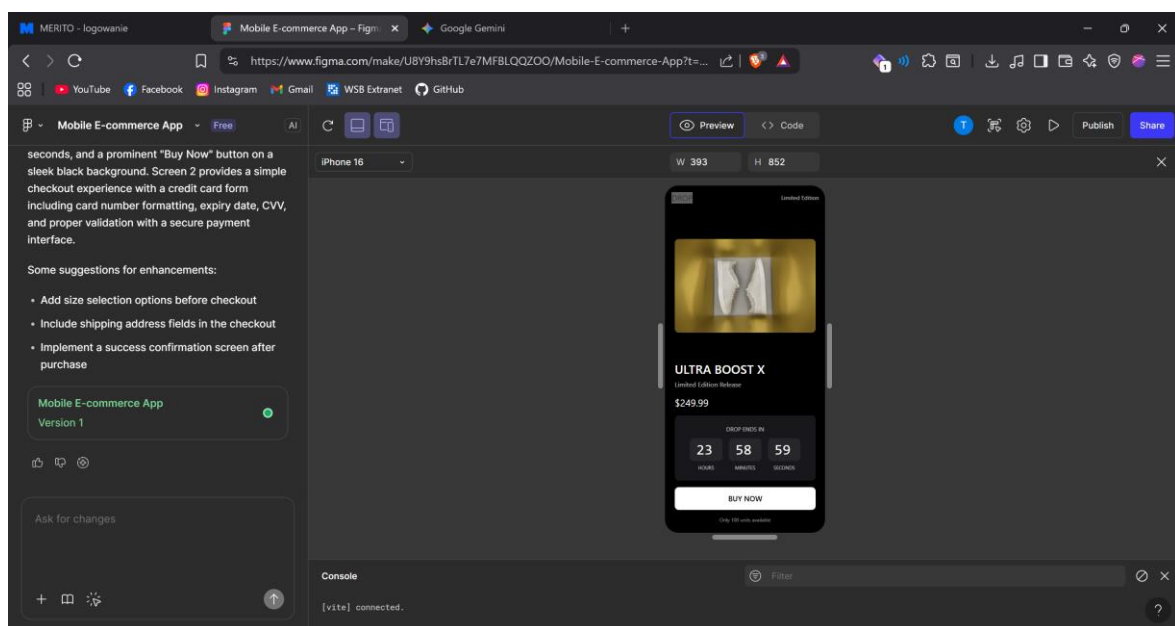 MERITO - logowanie
Mobile E-commerce App – Figm
Google Gemini
https://www.figma.com/make/U8Y9hsBrTL7e7MFBLQQZOO/Mobile-E-commerce-App?t=...
1
YouTube
Facebook
Instagram
Gmail
WSB Extranet
GitHub
Mobile E-commerce App
Free
AI
Preview
Code
T
Publish
Share
seconds, and a prominent "Buy Now" button on a
sleek black background. Screen 2 provides a simple
checkout experience with a credit card form
including card number formatting, expiry date, CVV,
and proper validation with a secure payment
interface.
Some suggestions for enhancements:
• Add size selection options before checkout
• Include shipping address fields in the checkout
• Implement a success confirmation screen after
purchase
Mobile E-commerce App
Version 1
Ask for changes
iPhone 16
W 393
H 852
Limited Edition
ULTRA BOOST X
Limited Edition Release
$249.99
DROP ENDS IN
23 58 59
HOURS MINUTES SECONDS
BUY NOW
Only 100 units available
Console
Filter
[vite] connected.
?